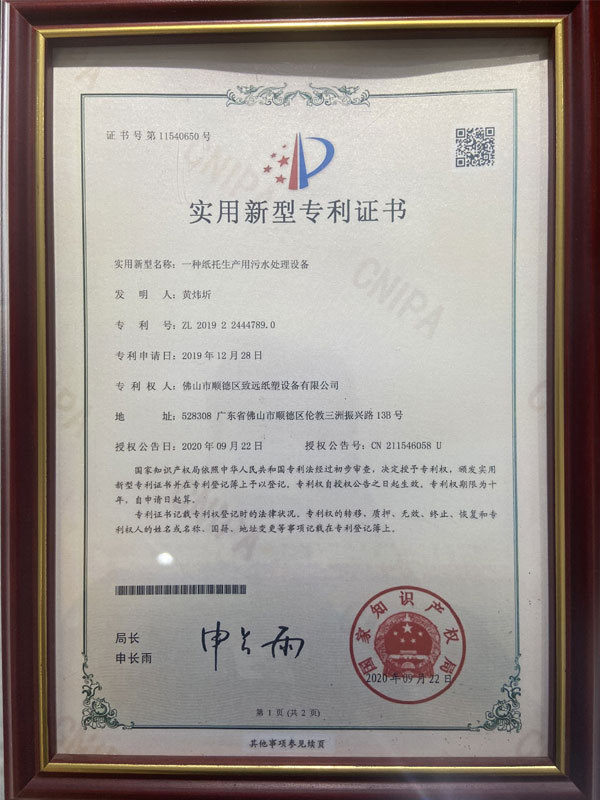 证书号第11540650号
实用新型专利证书
实用新型名称：一种纸托生产用污水处理设备
发 明 人：黄炜圻
专 利 号：ZL 2019 2 2444789.0
专利申请日：2019年12月28日
专 利 权 人：佛山市顺德区致远纸塑设备有限公司
地 址：528308 广东省佛山市顺德区伦教三洲振兴路13B号
授权公告日：2020年09月22日 授权公告号：CN 211546058 U
国家知识产权局依照中华人民共和国专利法经过初步审查，决定授予专利权，颁发实用
新型专利证书并在专利登记簿上予以登记。专利权自授权公告之日起生效。专利权期限为十
年，自申请日起算。
专利证书记载专利权登记时的法律状况。专利权的转移、质押、无效、终止、恢复和专
利权人的姓名或名称、国籍、地址变更等事项记载在专利登记簿上。
局长
申长雨
申长雨
国家知识产权局
2020年09月22日
第1页（共2页）
其他事项参见续页
CNIPA
CNIPA
CNIPA